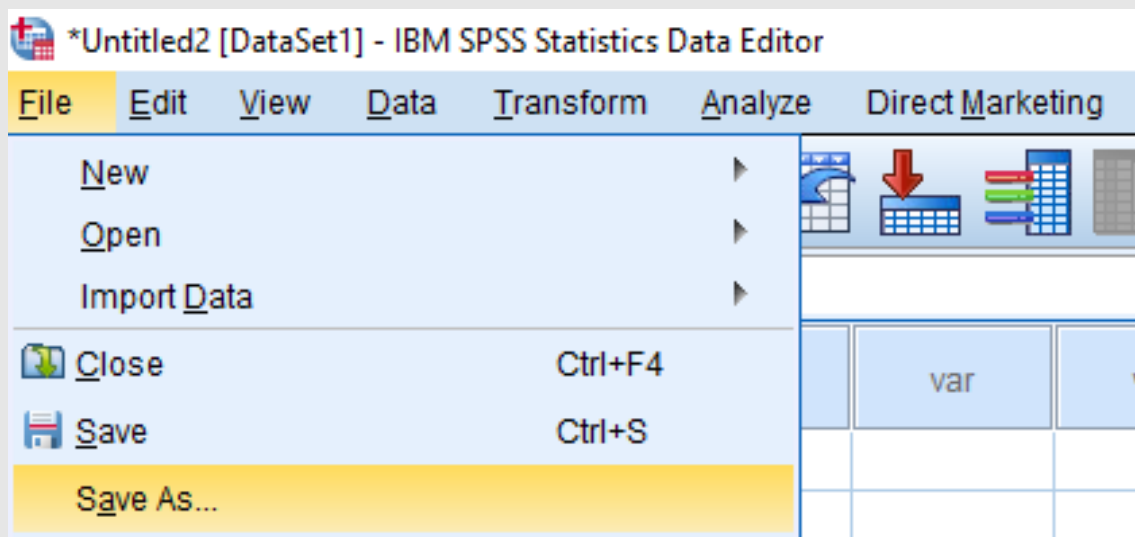 *Untitled2 [DataSet1] - IBM SPSS Statistics Data Editor
File Edit View Data Transform Analyze Direct Marketing
New
Open
Import Data
Close Ctrl+F4
var
Save Ctrl+S
Save As...